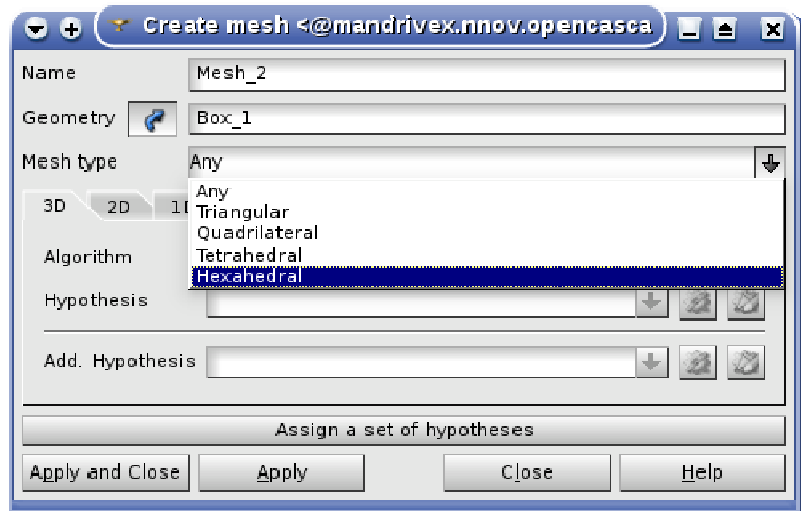 Create mesh <@mandrivex.nnov.opencasca
Name
Mesh_2
Geometry
Box_1
Mesh type
Any
Any
Triangular
Quadrilateral
Tetrahedral
Hexahedral
3D
2D
Algorithm
Hypothesis
Add. Hypothesis
Assign a set of hypotheses
Apply and Close
Apply
Close
Help